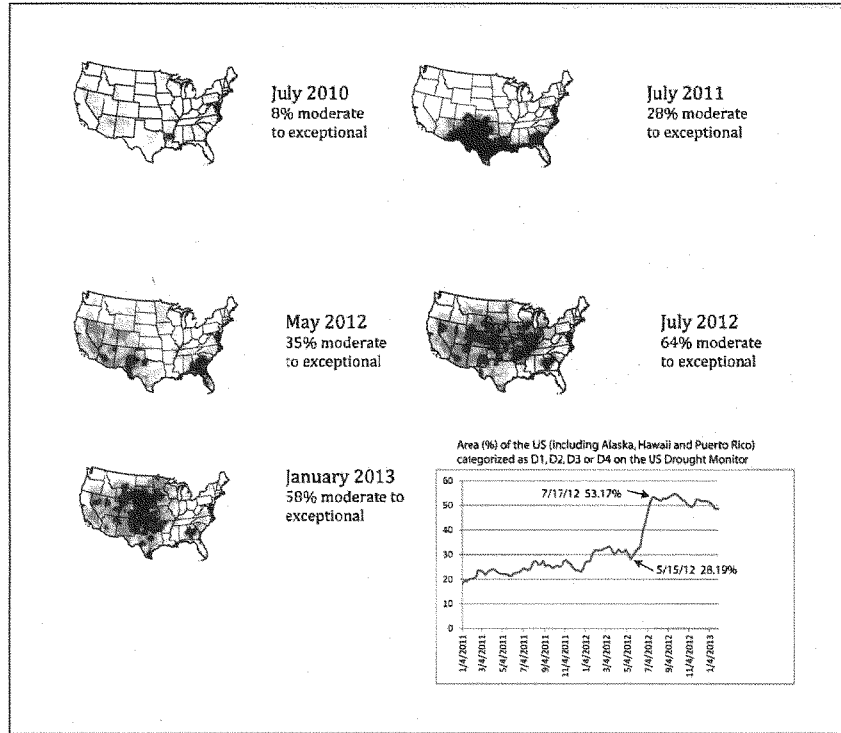 July 2010
8% moderate
to exceptional
July 2011
28% moderate
to exceptional
May 2012
35% moderate
to exceptional
July 2012
64% moderate
to exceptional
January 2013
58% moderate to
exceptional
Area (%) of the US (including Alaska, Hawaii and Puerto Rico)
categorized as D1, D2, D3 or D4 on the US Drought Monitor
60
50
40
30
20
10
0
7/17/12 53.17%
5/15/12 28.19%
1/4/2011
3/4/2011
5/4/2011
7/4/2011
9/4/2011
11/4/2011
1/4/2012
3/4/2012
5/4/2012
7/4/2012
9/4/2012
11/4/2012
1/4/2013